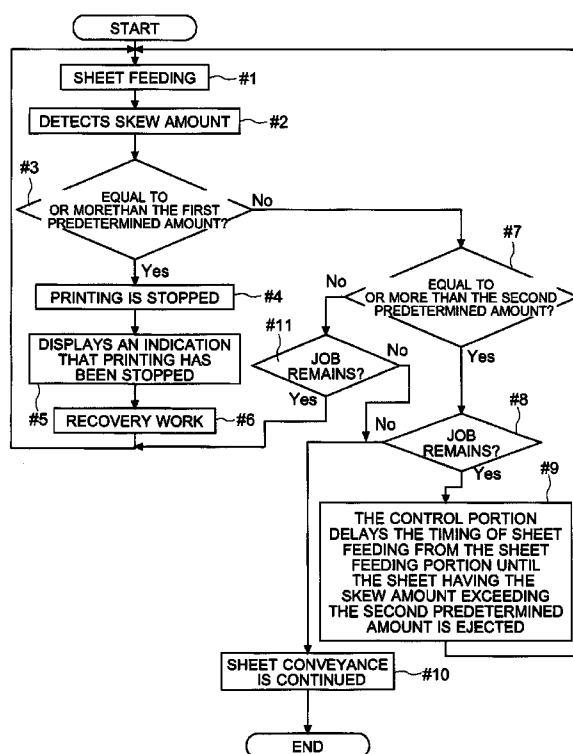 START
SHEET FEEDING
#1
DETECTS SKEW AMOUNT
#2
#3
EQUAL TO
OR MORETHAN THE FIRST
PREDETERMINED AMOUNT?
No
Yes
#7
EQUAL TO
OR MORE THAN THE SECOND
PREDETERMINED AMOUNT?
No
Yes
PRINTING IS STOPPED
#4
DISPLAYS AN INDICATION
THAT PRINTING HAS
BEEN STOPPED
#5
RECOVERY WORK
#6
#11
JOB
REMAINS?
No
Yes
#8
JOB
REMAINS?
No
Yes
#9
THE CONTROL PORTION
DELAYS THE TIMING OF SHEET
FEEDING FROM THE SHEET
FEEDING PORTION UNTIL
THE SHEET HAVING THE
SKEW AMOUNT EXCEEDING
THE SECOND PREDETERMINED
AMOUNT IS EJECTED
SHEET CONVEYANCE
IS CONTINUED
#10
END